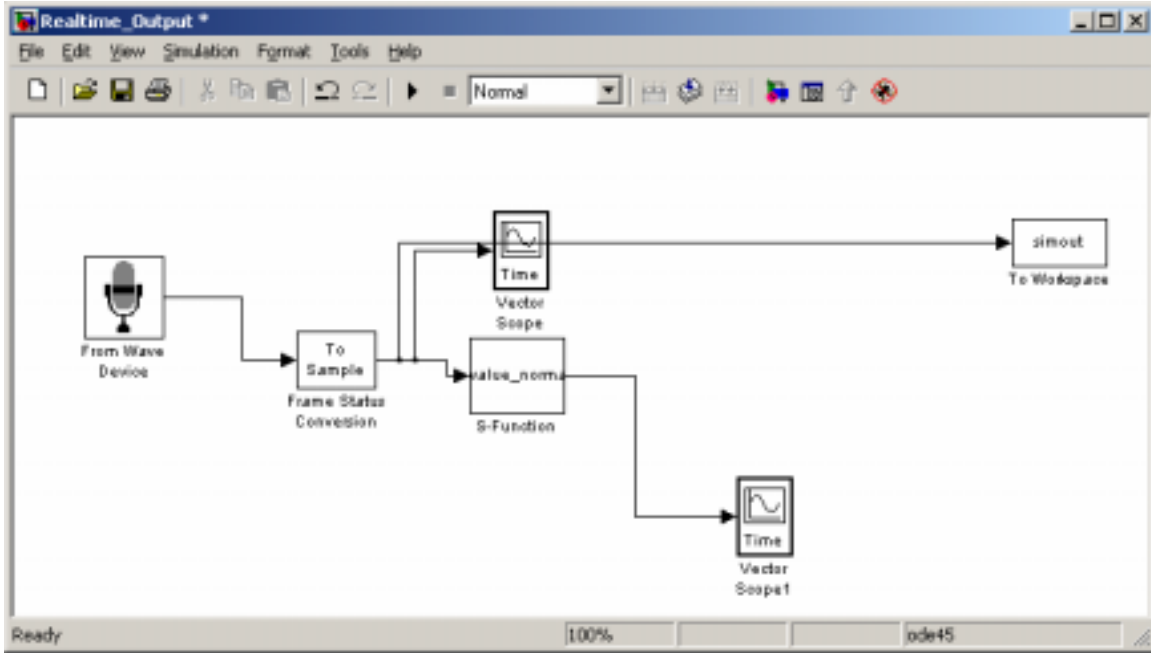 Realtime_Output *
File Edit View Simulation Format Tools Help
Normal
simout
To Workspace
Time
Vector
Scope
From Wave
Device
To
Sample
Frame Status
Conversion
value_norma
S-Function
Time
Vector
Scope1
Ready 100% ode45